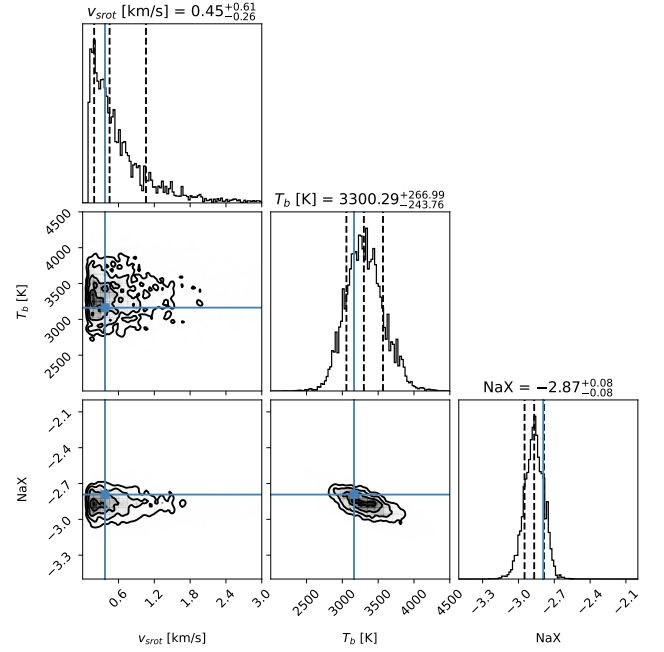 v_srot [km/s] = 0.45^{+0.61}_{−0.26}
4500
4000
3500
3000
2500
T_b [K]
T_b [K] = 3300.29^{+266.99}_{−243.76}
−2.1
−2.4
−2.7
−3.0
−3.3
NaX
NaX = −2.87^{+0.08}_{−0.08}
0.6 1.2 1.8 2.4 3.0
v_srot [km/s]
2500 3000 3500 4000 4500
T_b [K]
−3.3 −3.0 −2.7 −2.4 −2.1
NaX